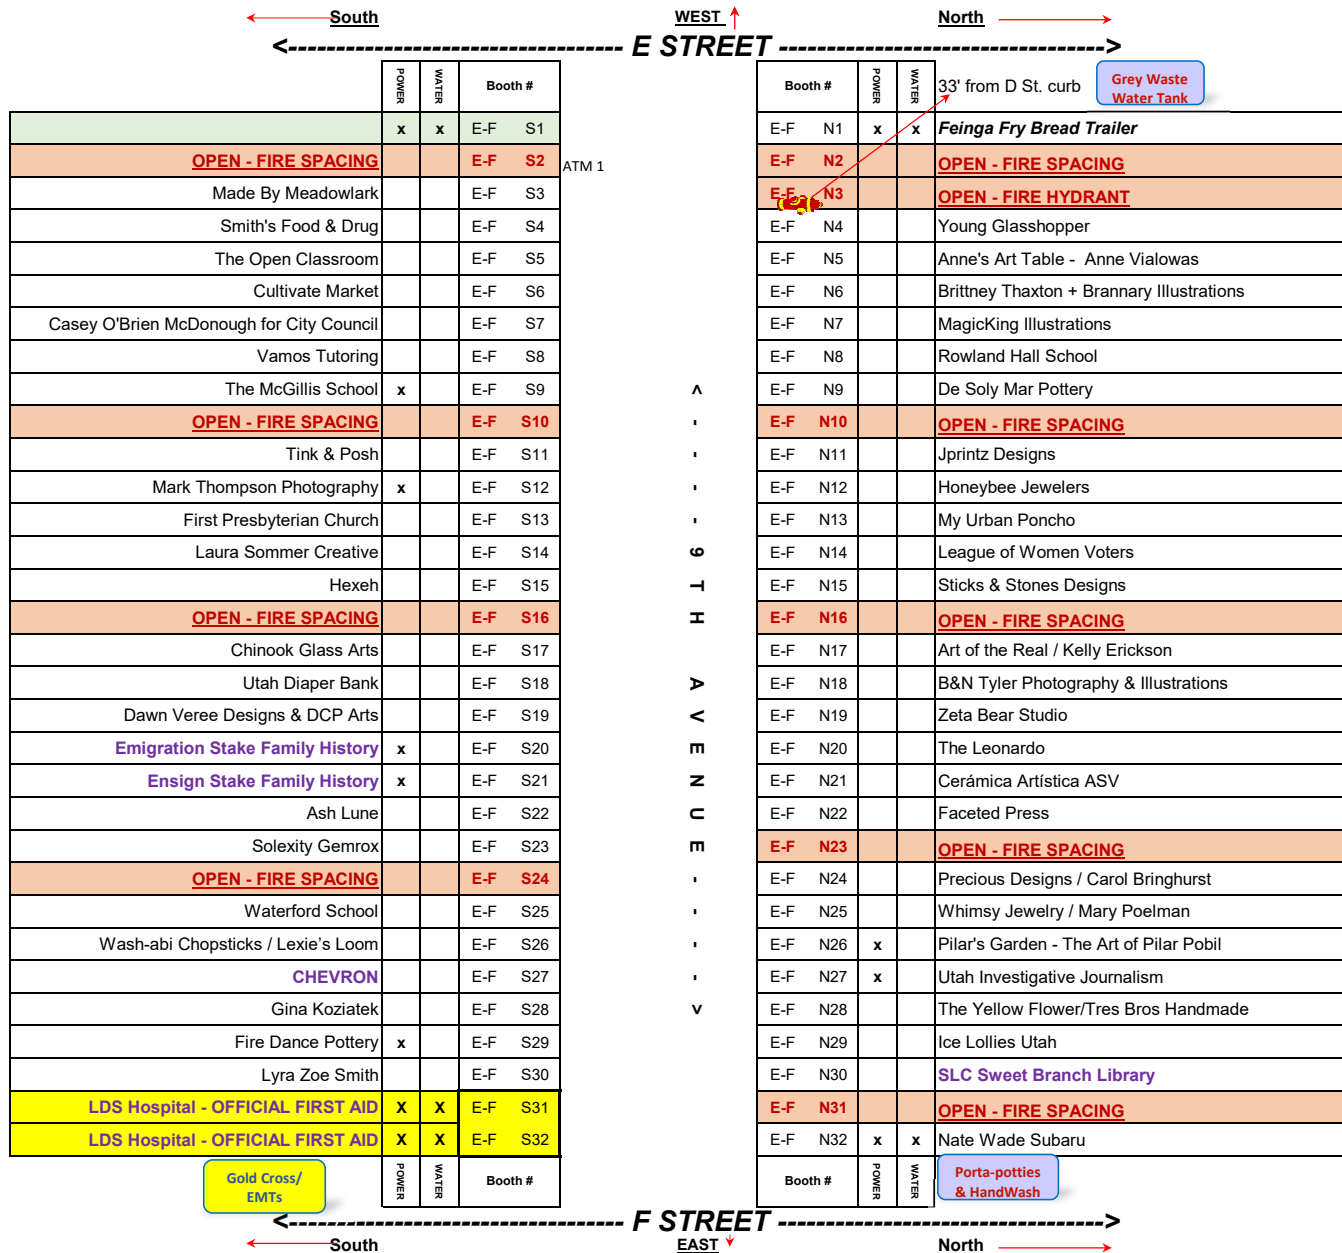 South WEST North
<------------------------------ E STREET ------------------------------>
POWER WATER Booth # Booth # POWER WATER 33' from D St. curb Grey Waste Water Tank
x x E-F S1 E-F N1 x x Feinga Fry Bread Trailer
OPEN - FIRE SPACING E-F S2 ATM 1 E-F N2 OPEN - FIRE SPACING
Made By Meadowlark E-F S3 E-F N3 OPEN - FIRE HYDRANT
Smith's Food & Drug E-F S4 E-F N4 Young Glasshopper
The Open Classroom E-F S5 E-F N5 Anne's Art Table - Anne Vialowas
Cultivate Market E-F S6 E-F N6 Brittney Thaxton + Brannary Illustrations
Casey O'Brien McDonough for City Council E-F S7 E-F N7 MagicKing Illustrations
Vamos Tutoring E-F S8 E-F N8 Rowland Hall School
The McGillis School x E-F S9 E-F N9 De Soly Mar Pottery
OPEN - FIRE SPACING E-F S10 E-F N10 OPEN - FIRE SPACING
Tink & Posh E-F S11 E-F N11 Jprintz Designs
Mark Thompson Photography x E-F S12 E-F N12 Honeybee Jewelers
First Presbyterian Church E-F S13 E-F N13 My Urban Poncho
Laura Sommer Creative E-F S14 E-F N14 League of Women Voters
Hexeh E-F S15 E-F N15 Sticks & Stones Designs
OPEN - FIRE SPACING E-F S16 E-F N16 OPEN - FIRE SPACING
Chinook Glass Arts E-F S17 E-F N17 Art of the Real / Kelly Erickson
Utah Diaper Bank E-F S18 E-F N18 B&N Tyler Photography & Illustrations
Dawn Veree Designs & DCP Arts E-F S19 E-F N19 Zeta Bear Studio
Emigration Stake Family History x E-F S20 E-F N20 The Leonardo
Ensign Stake Family History x E-F S21 E-F N21 Cerámica Artística ASV
Ash Lune E-F S22 E-F N22 Faceted Press
Solexity Gemrox E-F S23 E-F N23 OPEN - FIRE SPACING
OPEN - FIRE SPACING E-F S24 E-F N24 Precious Designs / Carol Bringhurst
Waterford School E-F S25 E-F N25 Whimsy Jewelry / Mary Poelman
Wash-abi Chopsticks / Lexie’s Loom E-F S26 E-F N26 x Pilar's Garden - The Art of Pilar Pobil
CHEVRON E-F S27 E-F N27 x Utah Investigative Journalism
Gina Koziatek E-F S28 E-F N28 The Yellow Flower/Tres Bros Handmade
Fire Dance Pottery x E-F S29 E-F N29 Ice Lollies Utah
Lyra Zoe Smith E-F S30 E-F N30 SLC Sweet Branch Library
LDS Hospital - OFFICIAL FIRST AID X X E-F S31 E-F N31 OPEN - FIRE SPACING
LDS Hospital - OFFICIAL FIRST AID X X E-F S32 E-F N32 x x Nate Wade Subaru
<- - - - 9TH AVENUE - - - ->
Gold Cross/ EMTs POWER WATER Booth # Booth # POWER WATER Porta-potties & HandWash
<------------------------------ F STREET ------------------------------>
South EAST North